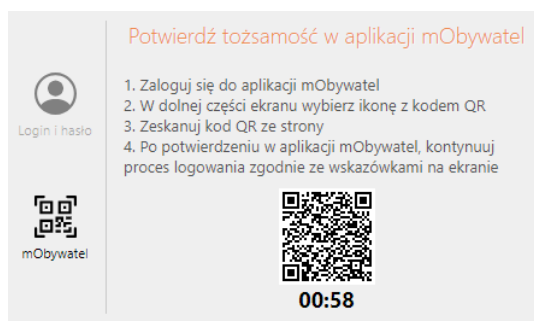 Potwierdź tożsamość w aplikacji mObywatel
Login i hasło
mObywatel
1. Zaloguj się do aplikacji mObywatel
2. W dolnej części ekranu wybierz ikonę z kodem QR
3. Zeskanuj kod QR ze strony
4. Po potwierdzeniu w aplikacji mObywatel, kontynuuj
proces logowania zgodnie ze wskazówkami na ekranie
00:58